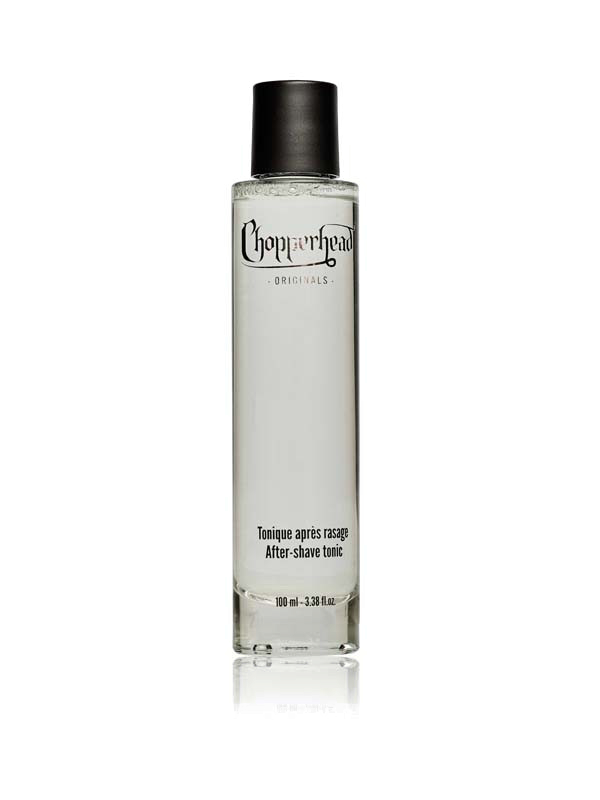 Chopperhead
- ORIGINALS -
Tonique après rasage
After-shave tonic
100 ml - 3.38 fl.oz.